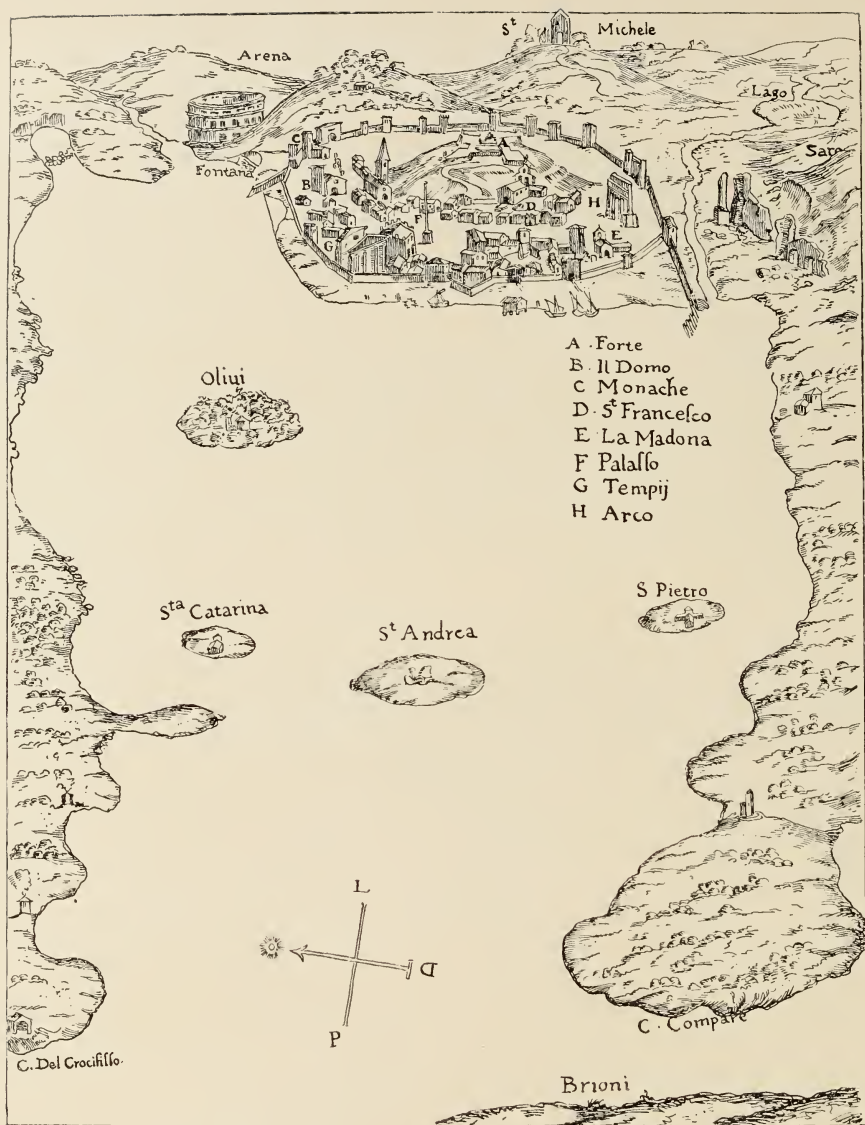 St Michele
Arena
Lago
Fontana
C
A
B
H
D
F
E
G
A . Forte
B . Il Domo
C Monache
D . St Franceſco
E La Madona
F Palaſſo
G Tempij
H Arco
Oliui
S Pietro
Sta Catarina
St Andrea
L
D
P
C . Compare
C. Del Crocifiſſo.
Brioni